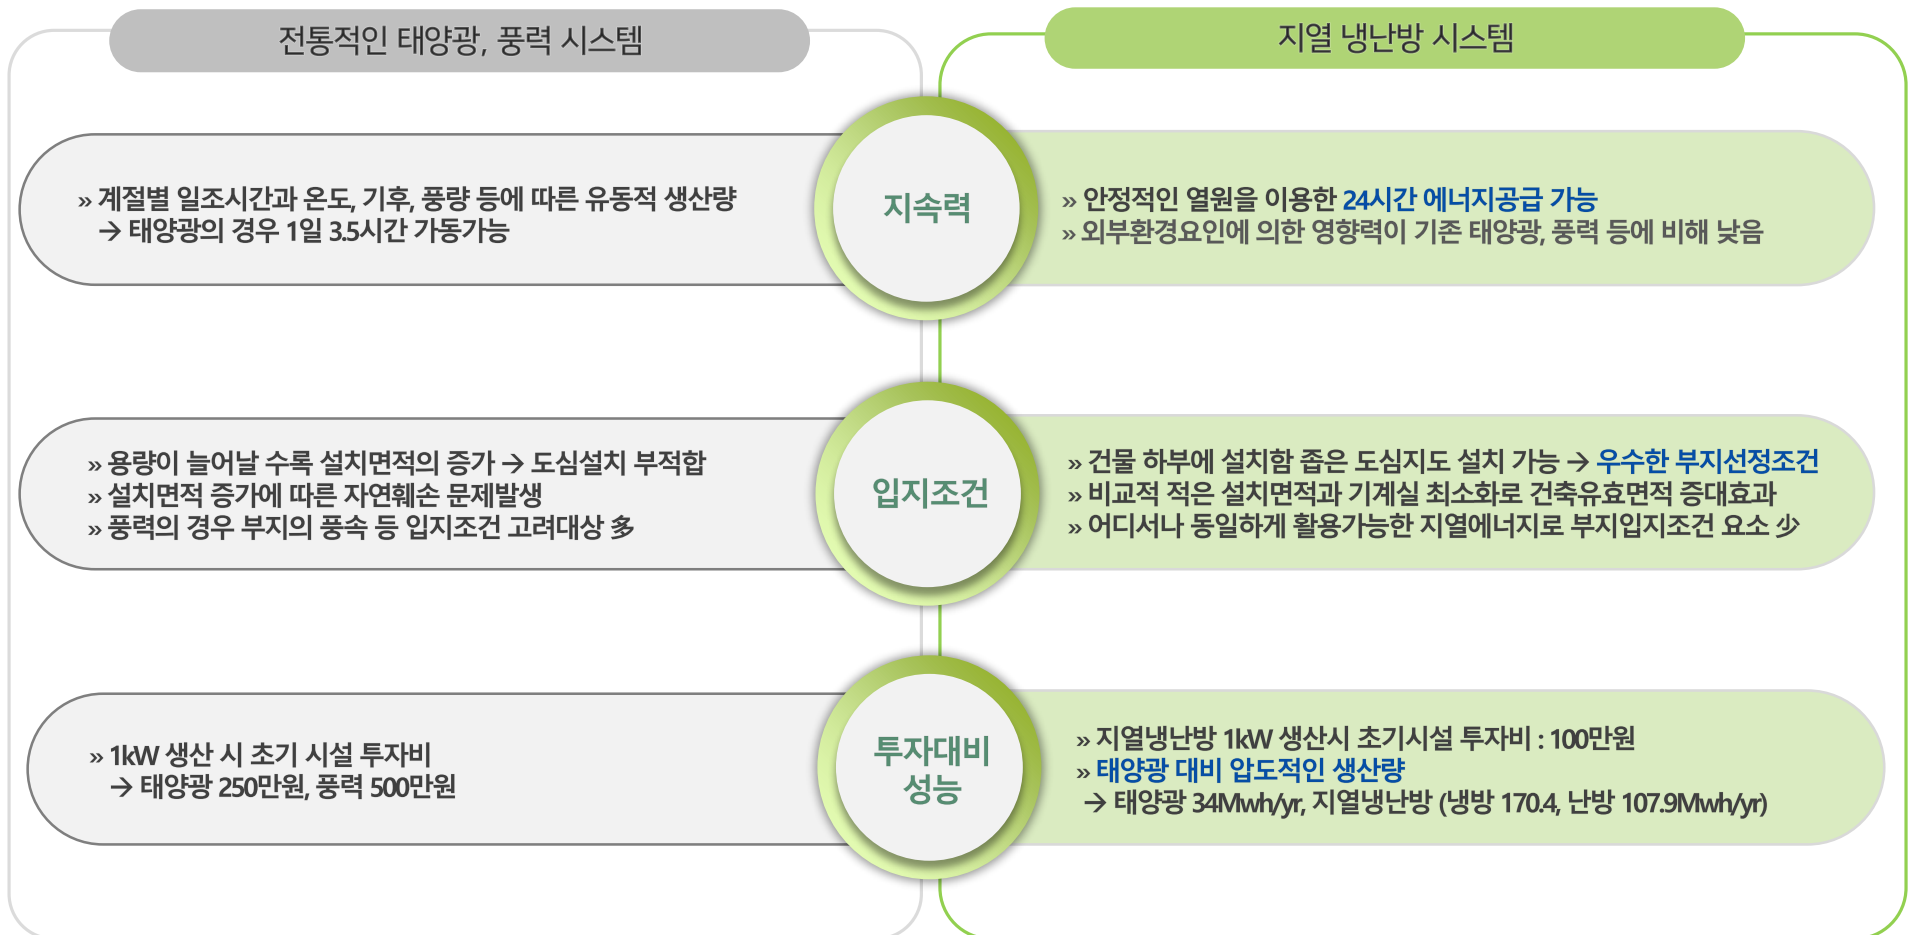 전통적인 태양광, 풍력 시스템
지열 냉난방 시스템
» 계절별 일조시간과 온도, 기후, 풍량 등에 따른 유동적 생산량
→ 태양광의 경우 1일 3.5시간 가동가능
지속력
» 안정적인 열원을 이용한 24시간 에너지공급 가능
» 외부환경요인에 의한 영향력이 기존 태양광, 풍력 등에 비해 낮음
» 용량이 늘어날 수록 설치면적의 증가 → 도심설치 부적합
» 설치면적 증가에 따른 자연훼손 문제발생
» 풍력의 경우 부지의 풍속 등 입지조건 고려대상 多
입지조건
» 건물 하부에 설치함 좁은 도심지도 설치 가능 → 우수한 부지선정조건
» 비교적 적은 설치면적과 기계실 최소화로 건축유효면적 증대효과
» 어디서나 동일하게 활용가능한 지열에너지로 부지입지조건 요소 少
» 1kW 생산 시 초기 시설 투자비
→ 태양광 250만원, 풍력 500만원
투자대비
성능
» 지열냉난방 1kW 생산시 초기시설 투자비 : 100만원
» 태양광 대비 압도적인 생산량
→ 태양광 34Mwh/yr, 지열냉난방 (냉방 170.4, 난방 107.9Mwh/yr)